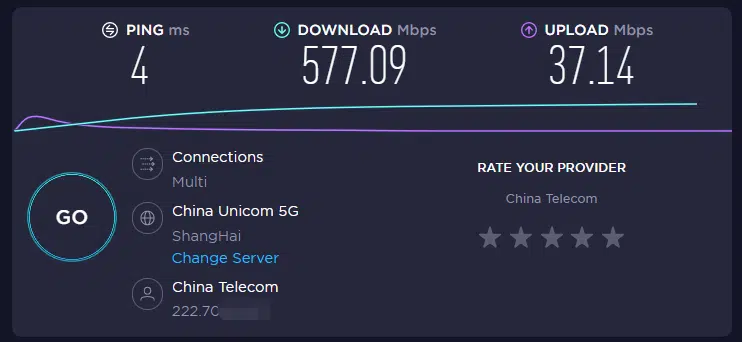 PING ms
DOWNLOAD Mbps
UPLOAD Mbps
4
577.09
37.14
Connections
Multi
GO
China Unicom 5G
ShangHai
Change Server
China Telecom
222.70
RATE YOUR PROVIDER
China Telecom